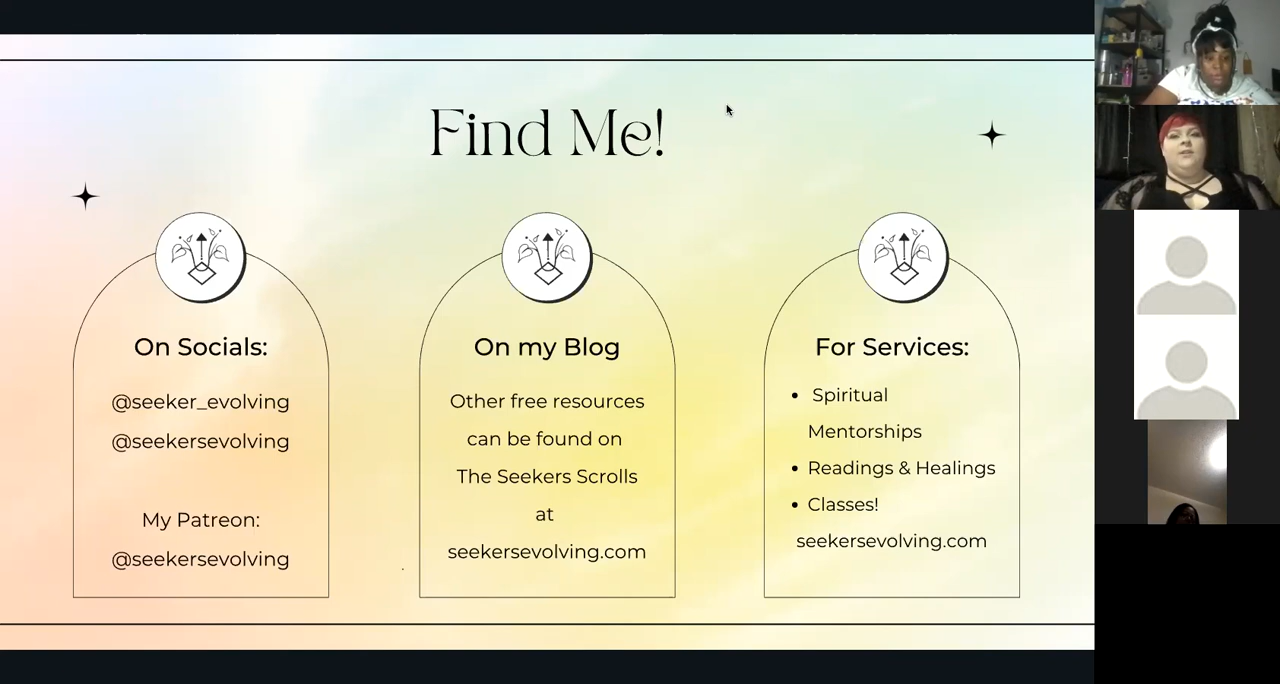 Find Me!
On Socials:
@seeker_evolving
@seekersevolving
My Patreon:
@seekersevolving
On my Blog
Other free resources
can be found on
The Seekers Scrolls
at
seekersevolving.com
For Services:
• Spiritual
Mentorships
• Readings & Healings
• Classes!
seekersevolving.com